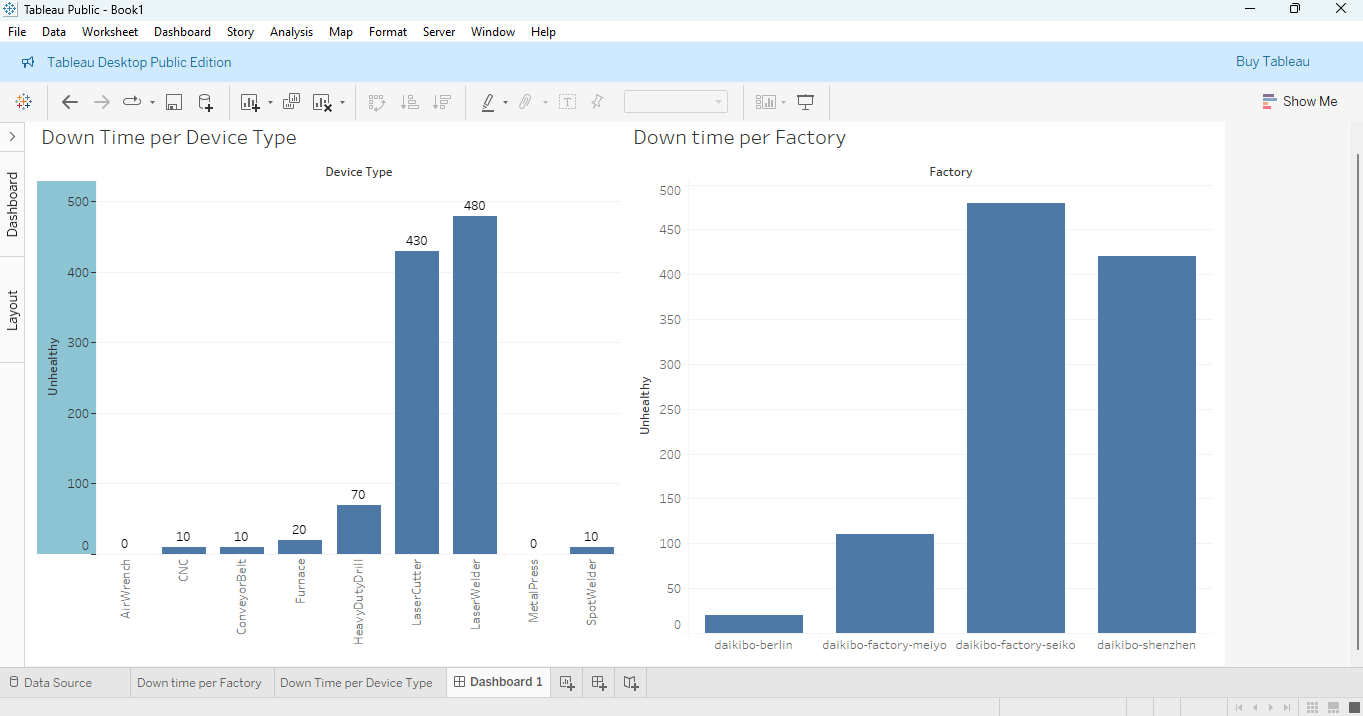 Tableau Public - Book1
File Data Worksheet Dashboard Story Analysis Map Format Server Window Help
Tableau Desktop Public Edition
Buy Tableau
Show Me
Dashboard
Layout
Down Time per Device Type
Device Type
Unhealthy
500
400
300
200
100
0
0
10
10
20
70
430
480
0
10
AirWrench
CNC
ConveyorBelt
Furnace
HeavyDutyDrill
LaserCutter
LaserWelder
MetalPress
SpotWelder
Down time per Factory
Factory
Unhealthy
500
450
400
350
300
250
200
150
100
50
0
daikibo-berlin
daikibo-factory-meiyo
daikibo-factory-seiko
daikibo-shenzhen
Data Source
Down time per Factory
Down Time per Device Type
Dashboard 1